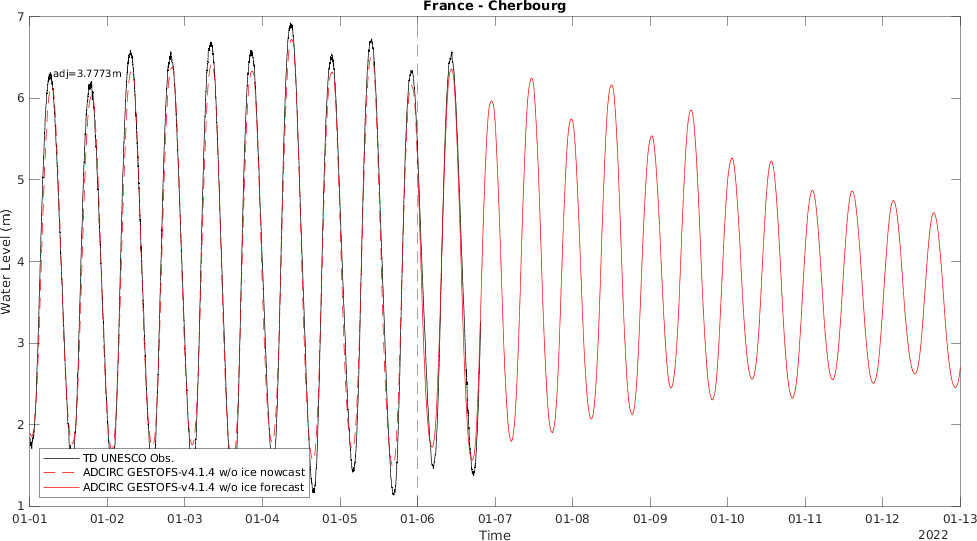 France - Cherbourg
7
6
5
4
3
2
1
Water Level (m)
adj=3.7773m
TD UNESCO Obs.
ADCIRC GESTOFS-v4.1.4 w/o ice nowcast
ADCIRC GESTOFS-v4.1.4 w/o ice forecast
01-01 01-02 01-03 01-04 01-05 01-06 01-07 01-08 01-09 01-10 01-11 01-12 01-13
Time
2022